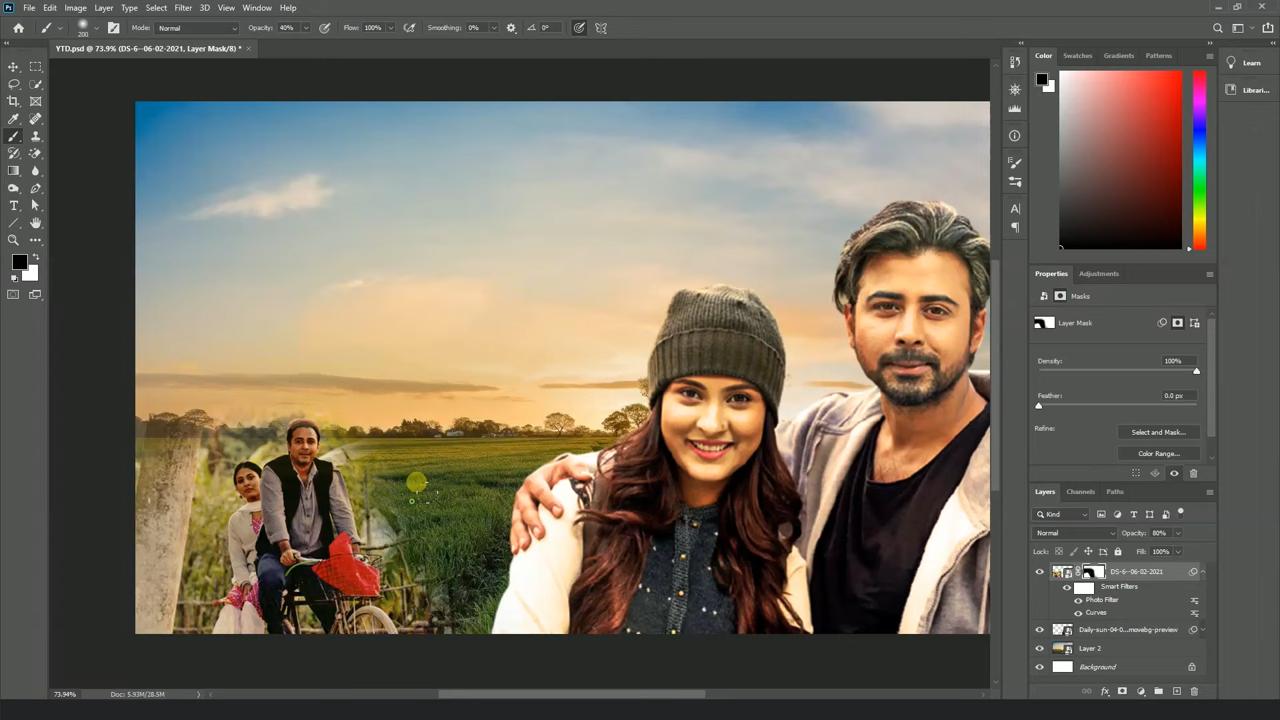 Ps File Edit Image Layer Type Select Filter 3D View Window Help
200 Mode: Normal Opacity: 40% Flow: 100% Smoothing: 0% 0°
YTD.psd @ 73.9% (DS-6--06-02-2021, Layer Mask/8) * ×
Color Swatches Gradients Patterns
Learn
Librari...
Properties Adjustments
Masks
Layer Mask
Density: 100%
Feather: 0.0 px
Refine: Select and Mask...
Color Range...
Layers Channels Paths
Kind
Normal Opacity: 80%
Lock: Fill: 100%
DS-6--06-02-2021
Smart Filters
Photo Filter
Curves
Daily-sun-04-0...movebg-preview
Layer 2
Background
73.94% Doc: 5.93M/28.5M